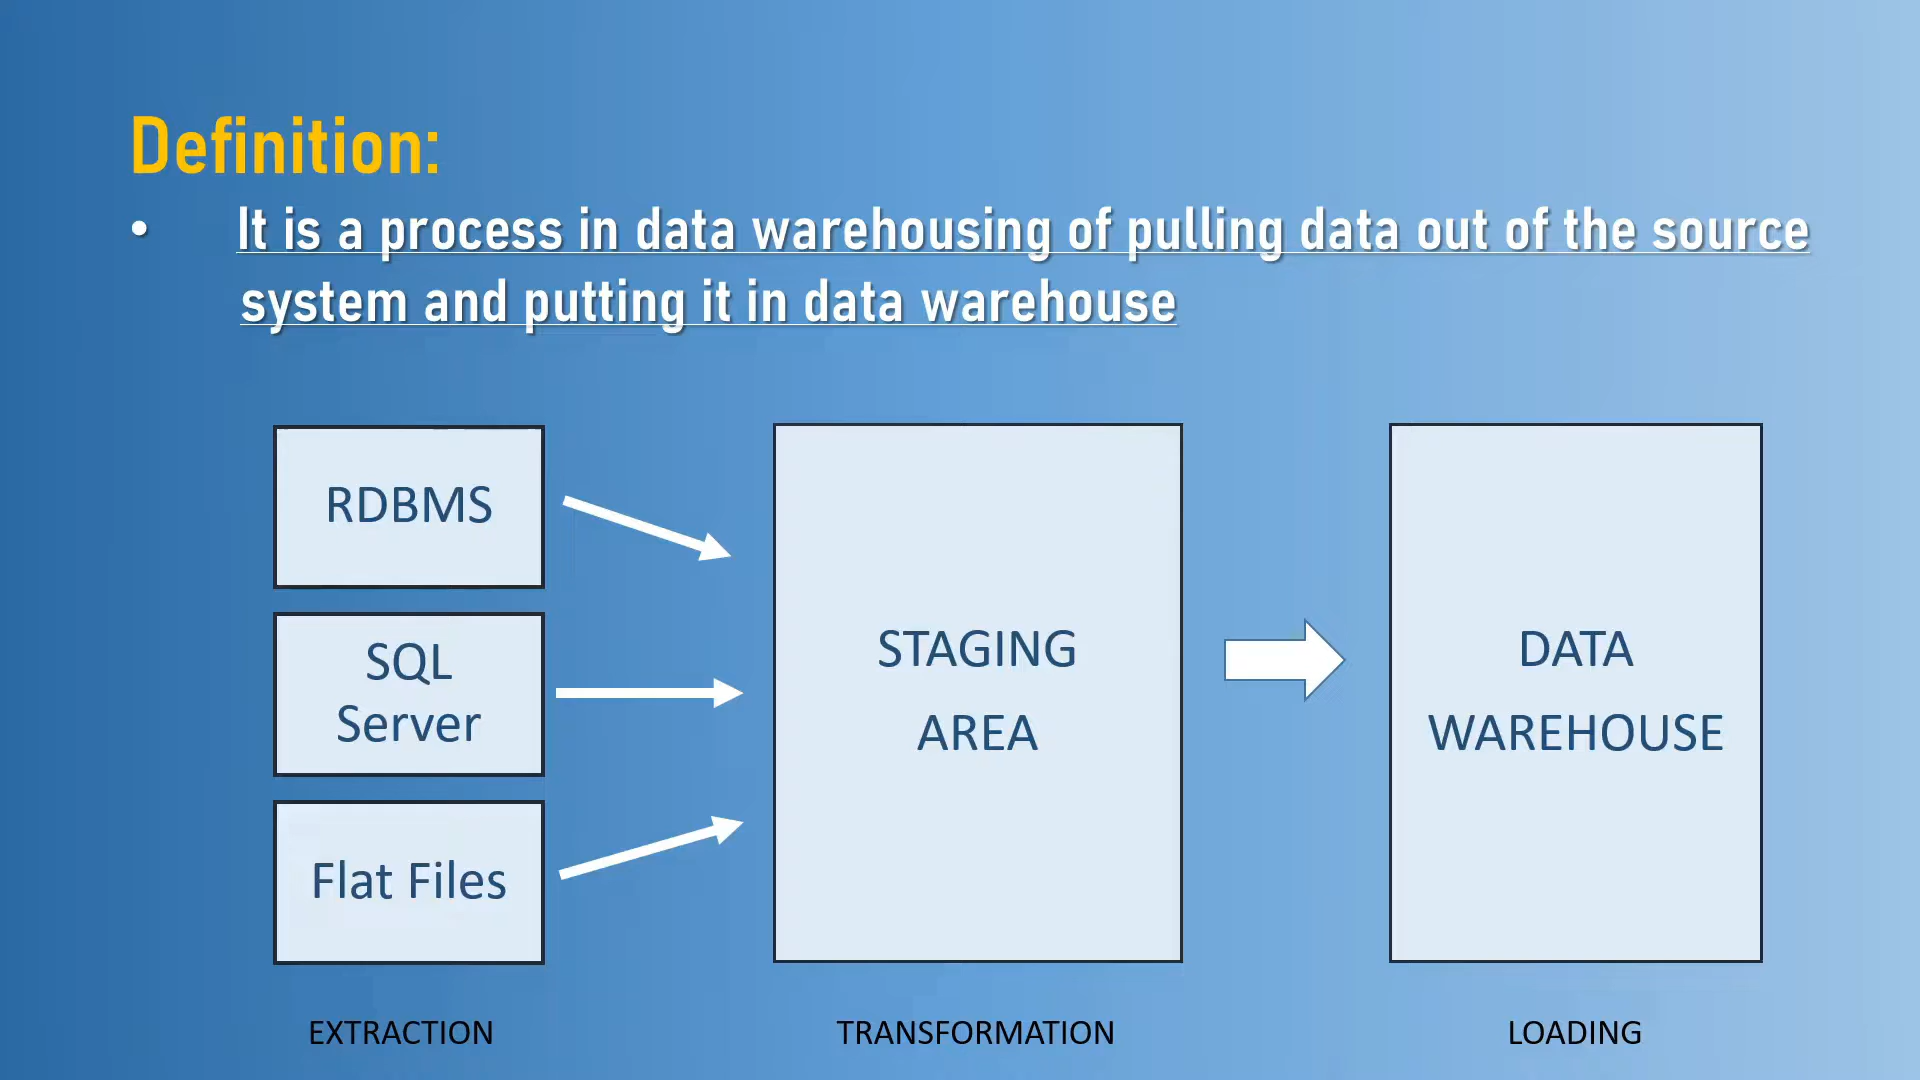 Definition:
• It is a process in data warehousing of pulling data out of the source
system and putting it in data warehouse
RDBMS
SQL
Server
Flat Files
STAGING
AREA
DATA
WAREHOUSE
EXTRACTION
TRANSFORMATION
LOADING